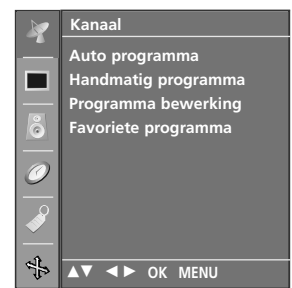 Kanaal
Auto programma
Handmatig programma
Programma bewerking
Favoriete programma
▲▼ ◄► OK MENU